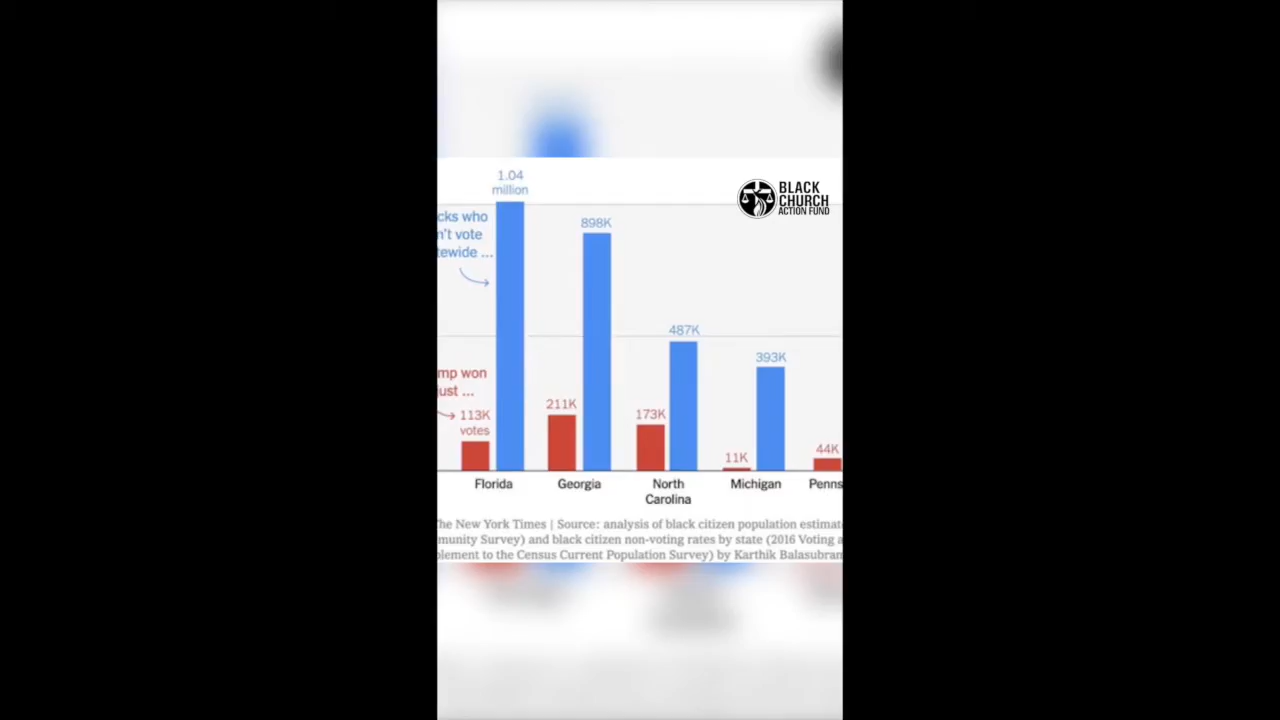 1.04
million
BLACK
CHURCH
ACTION FUND
cks who
n't vote
tewide ...
898K
487K
393K
mp won
just ...
113K
votes
211K
173K
11K
44K
Florida
Georgia
North
Carolina
Michigan
Penns
The New York Times | Source: analysis of black citizen population estimat
munity Survey) and black citizen non-voting rates by state (2016 Voting a
plement to the Census Current Population Survey) by Karthik Balasubram